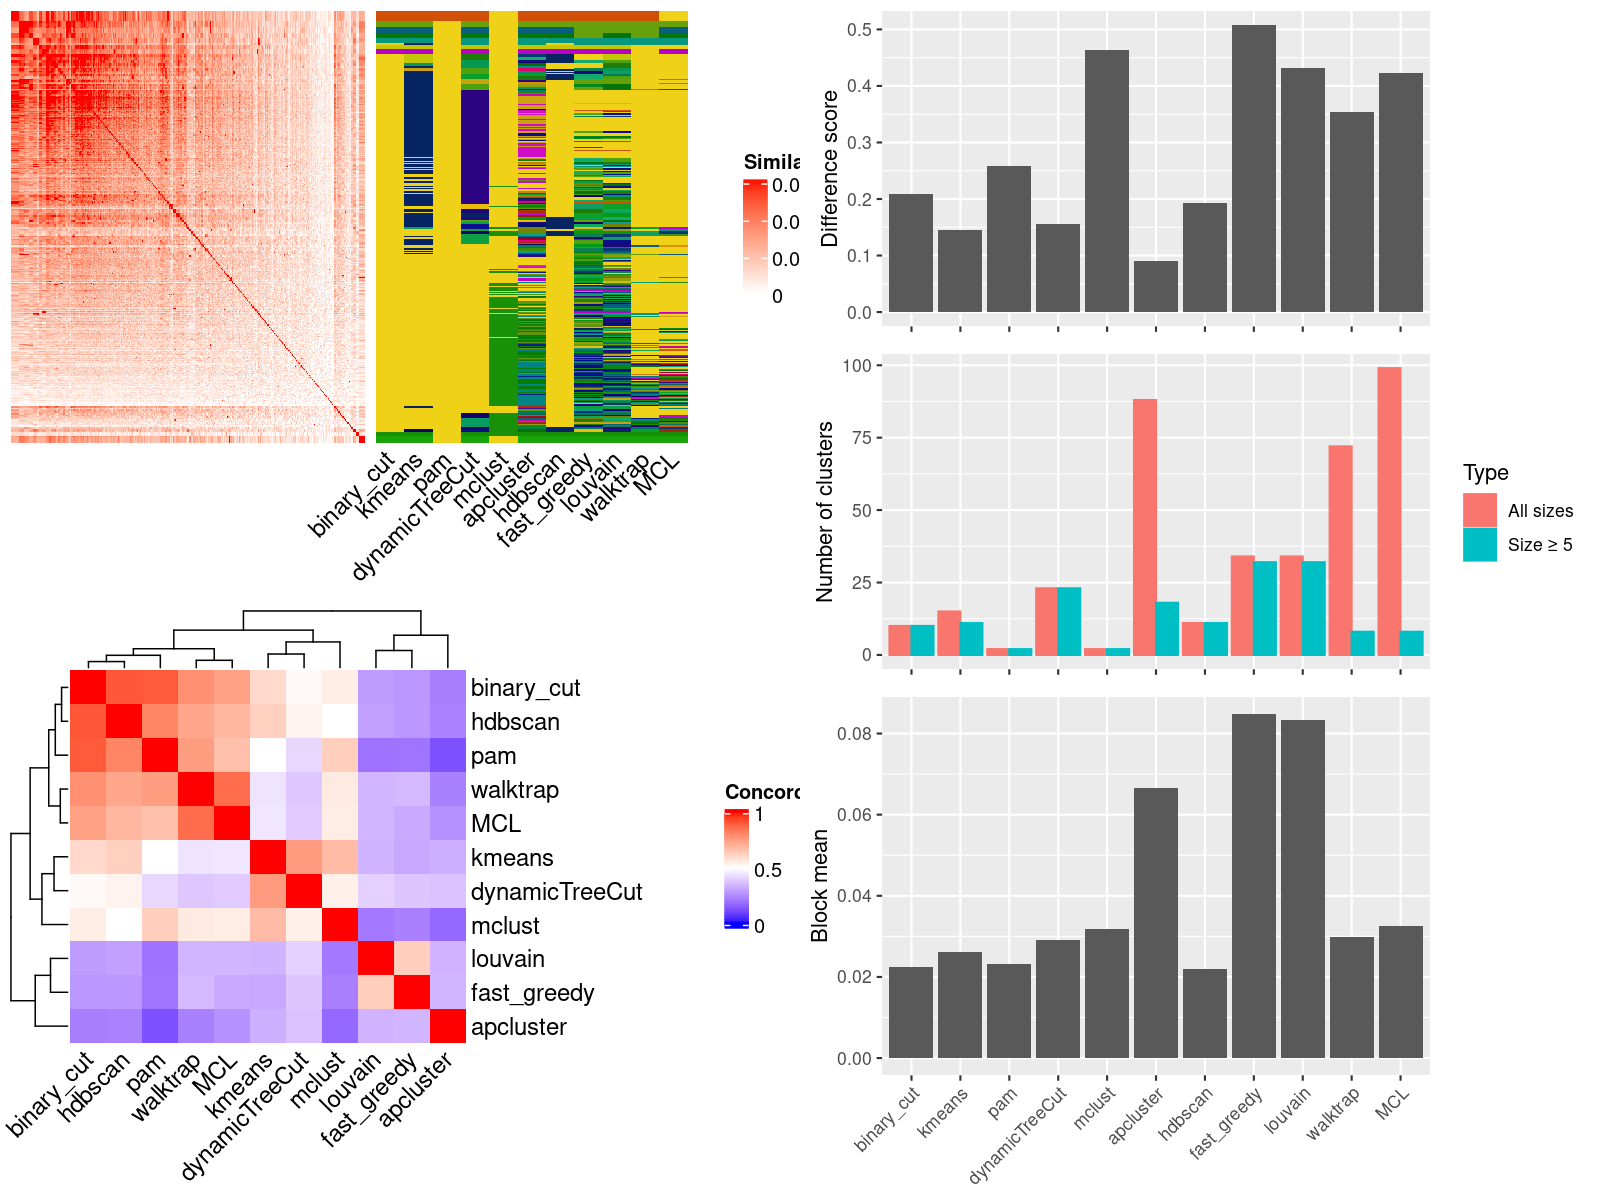 Simila
0.0
0.0
0.0
0
binary_cut
kmeans
pam
dynamicTreeCut
mclust
apcluster
hdbscan
fast_greedy
louvain
walktrap
MCL
binary_cut
hdbscan
pam
walktrap
MCL
kmeans
dynamicTreeCut
mclust
louvain
fast_greedy
apcluster
binary_cut
hdbscan
pam
walktrap
MCL
kmeans
dynamicTreeCut
mclust
louvain
fast_greedy
apcluster
Concord
1
0.5
0
Difference score
0.5
0.4
0.3
0.2
0.1
0.0
Number of clusters
100
75
50
25
0
Type
All sizes
Size ≥ 5
Block mean
0.08
0.06
0.04
0.02
0.00
binary_cut
kmeans
pam
dynamicTreeCut
mclust
apcluster
hdbscan
fast_greedy
louvain
walktrap
MCL